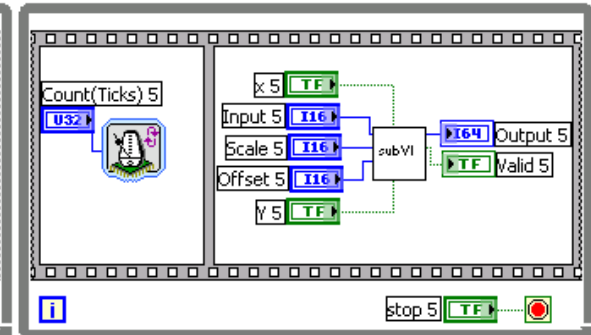 Count(Ticks) 5
U32
x 5
TF
Input 5
I16
Scale 5
I16
Offset 5
I16
Y 5
TF
subVI
I64
Output 5
TF
Valid 5
i
stop 5
TF